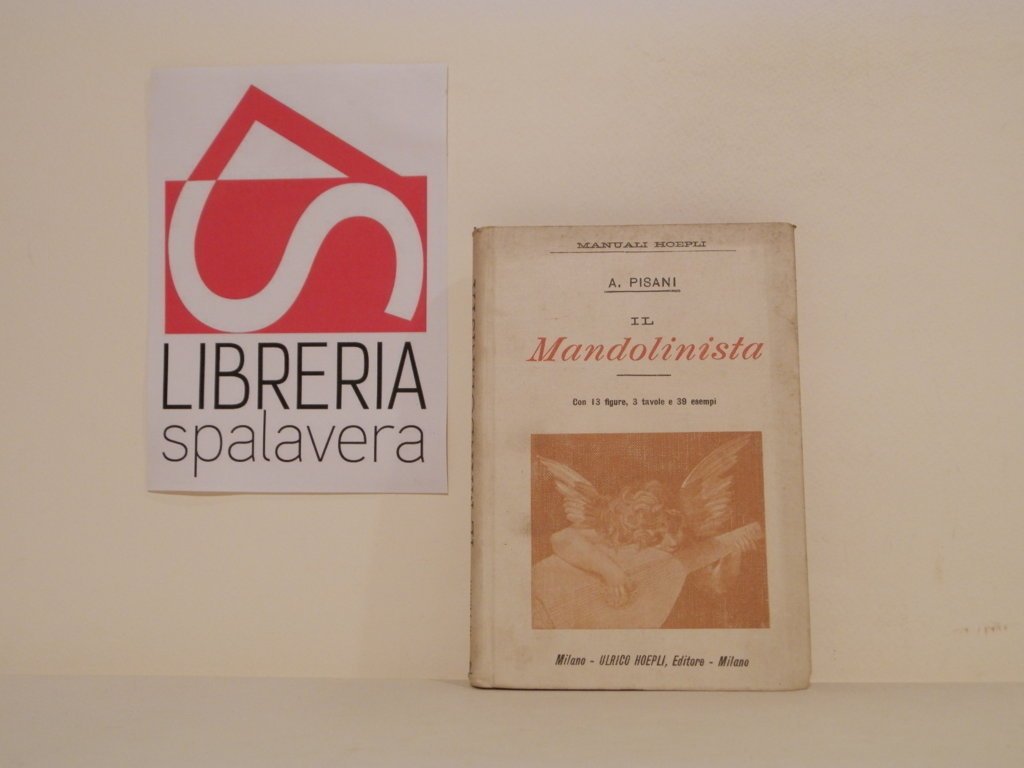 LIBRERIA
spalavera
MANUALI HOEPLI
A. PISANI
IL
Mandolinista
Con 13 figure, 3 tavole e 39 esempi
Milano - ULRICO HOEPLI, Editore - Milano